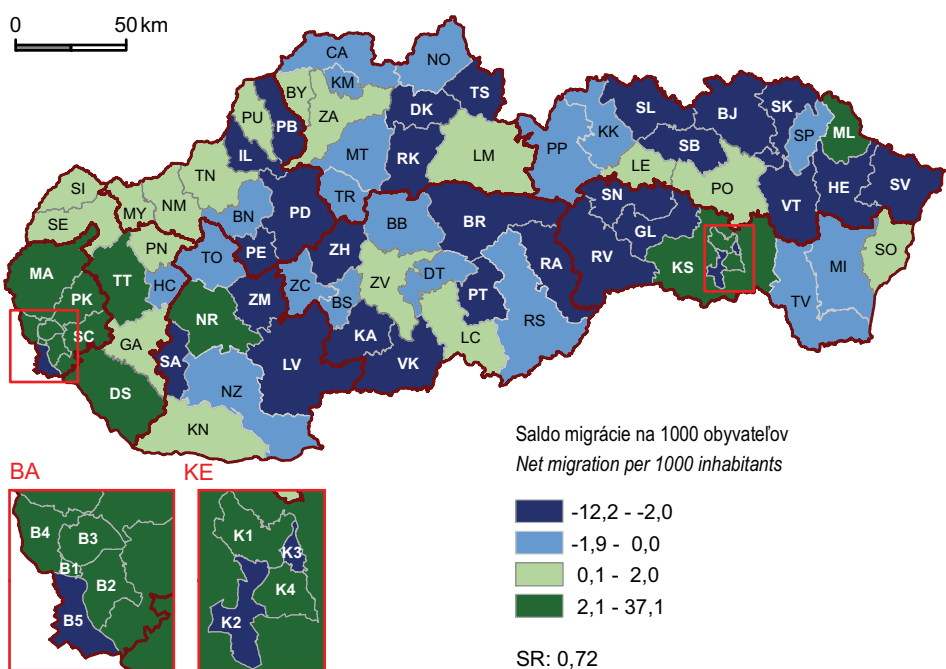 0 50 km
CA NO
KM TS
BY DK
PU PB ZA SL BJ SK
IL MT RK LM PP KK SB SP ML
TN LE
SI TR PO HE SV
SE MY NM BN PD BB BR SN VT
PN PE ZH GL SO
MA TT TO RV KS MI
HC ZC ZV DT RA
PK ZM BS PT TV
NR RS
SC GA KA LC
SA LV VK
DS NZ
KN
BA KE
B4 B3
B1
B2
B5
K1
K3
K4
K2
Saldo migrácie na 1000 obyvateľov
Net migration per 1000 inhabitants
-12,2 - -2,0
-1,9 - 0,0
0,1 - 2,0
2,1 - 37,1
SR: 0,72